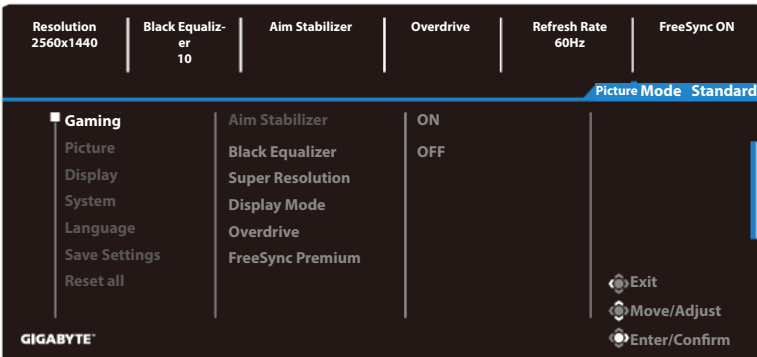 Resolution
2560x1440
Black Equaliz-
er
10
Aim Stabilizer
Overdrive
Refresh Rate
60Hz
FreeSync ON
Picture Mode Standard
Gaming
Picture
Display
System
Language
Save Settings
Reset all
Aim Stabilizer
Black Equalizer
Super Resolution
Display Mode
Overdrive
FreeSync Premium
ON
OFF
Exit
Move/Adjust
Enter/Confirm
GIGABYTE™